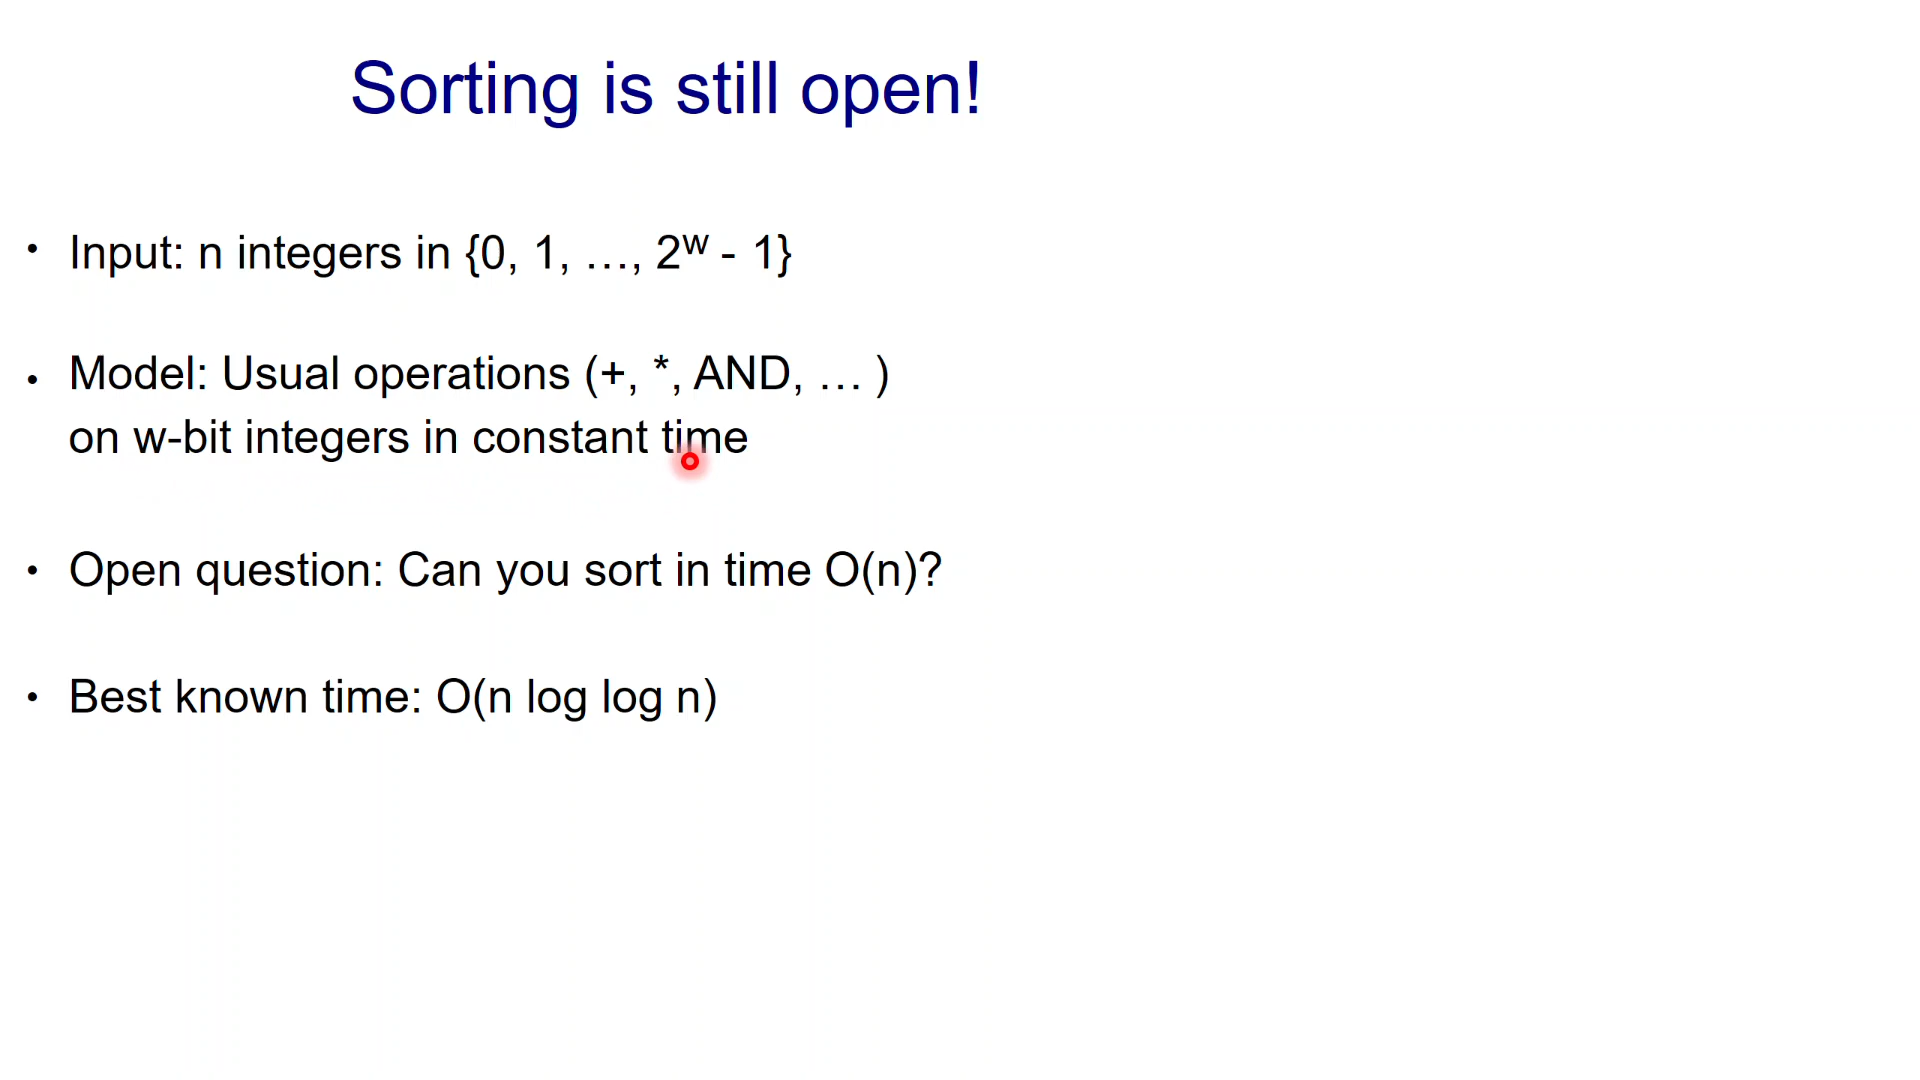 Sorting is still open!
• Input: n integers in {0, 1, …, 2ʷ - 1}
• Model: Usual operations (+, *, AND, … )
on w-bit integers in constant time
• Open question: Can you sort in time O(n)?
• Best known time: O(n log log n)